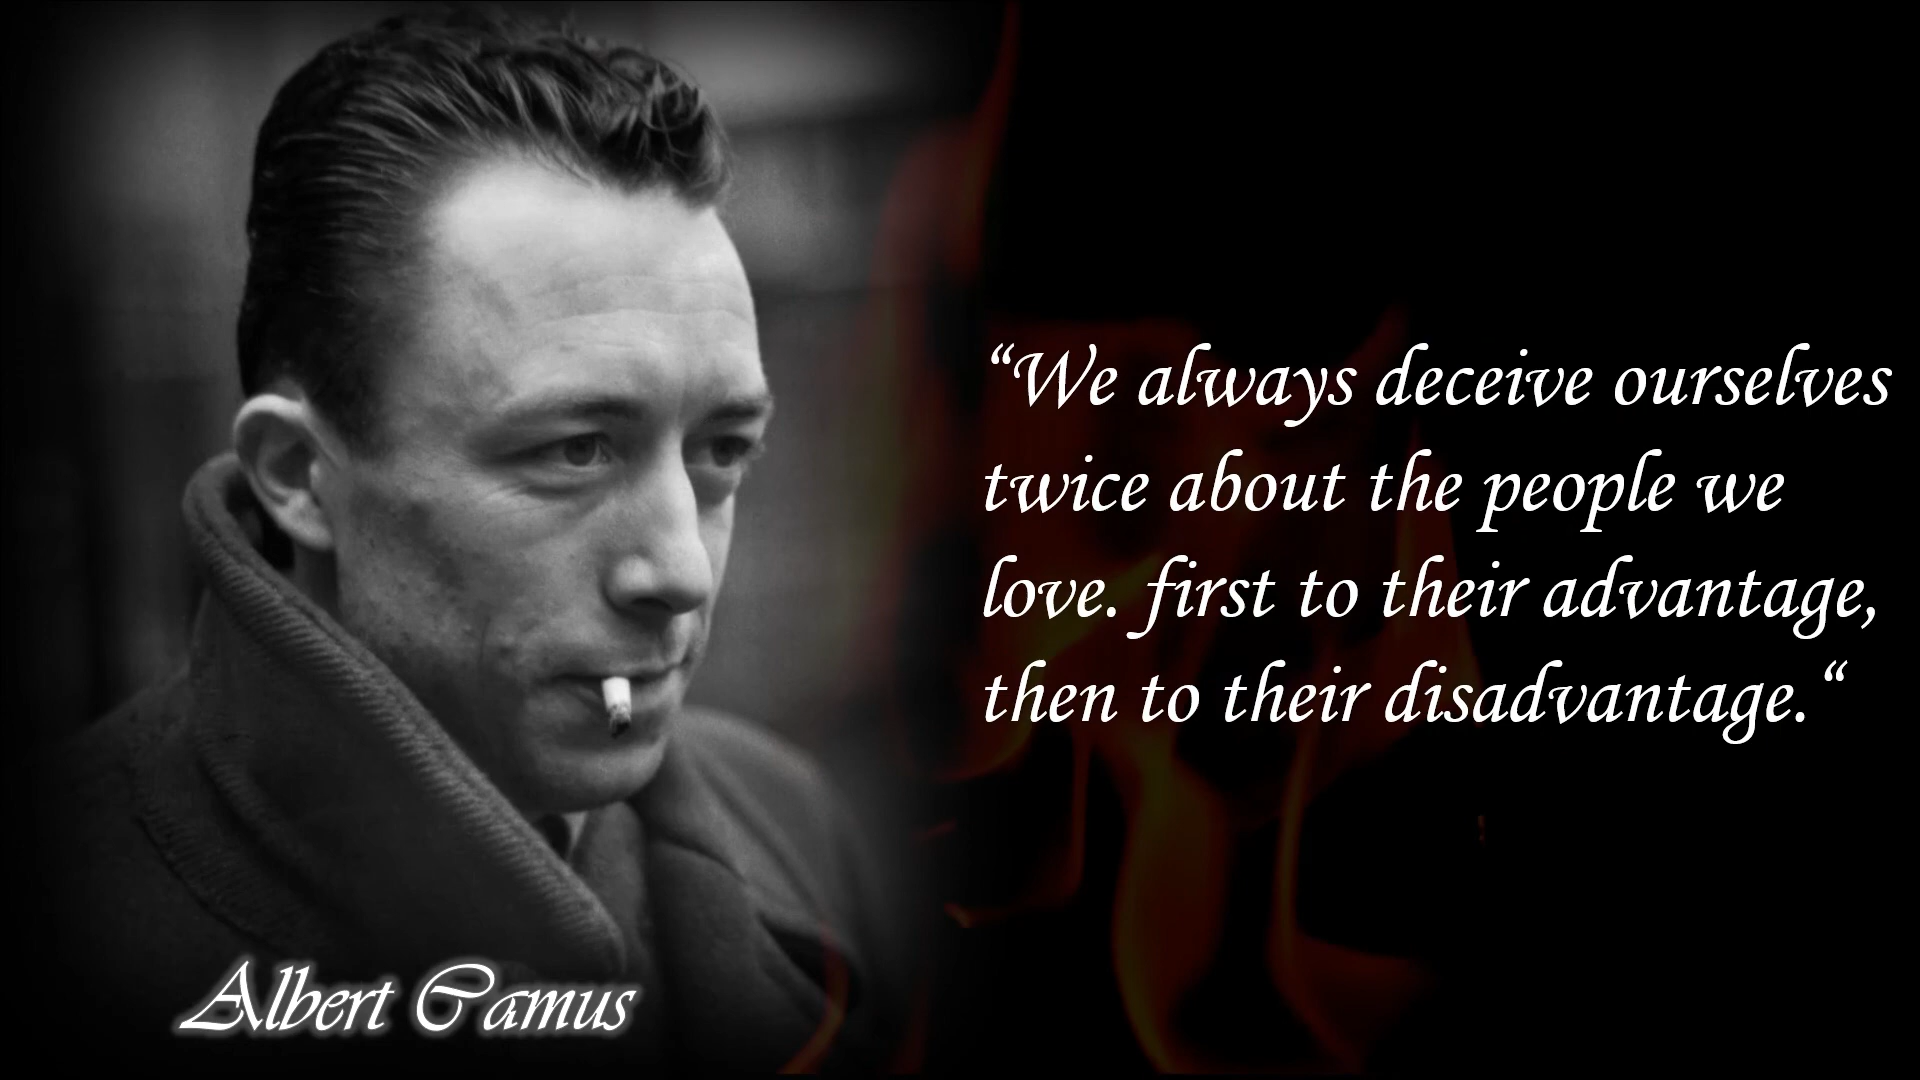 “We always deceive ourselves
twice about the people we
love. first to their advantage,
then to their disadvantage.“
Albert Camus